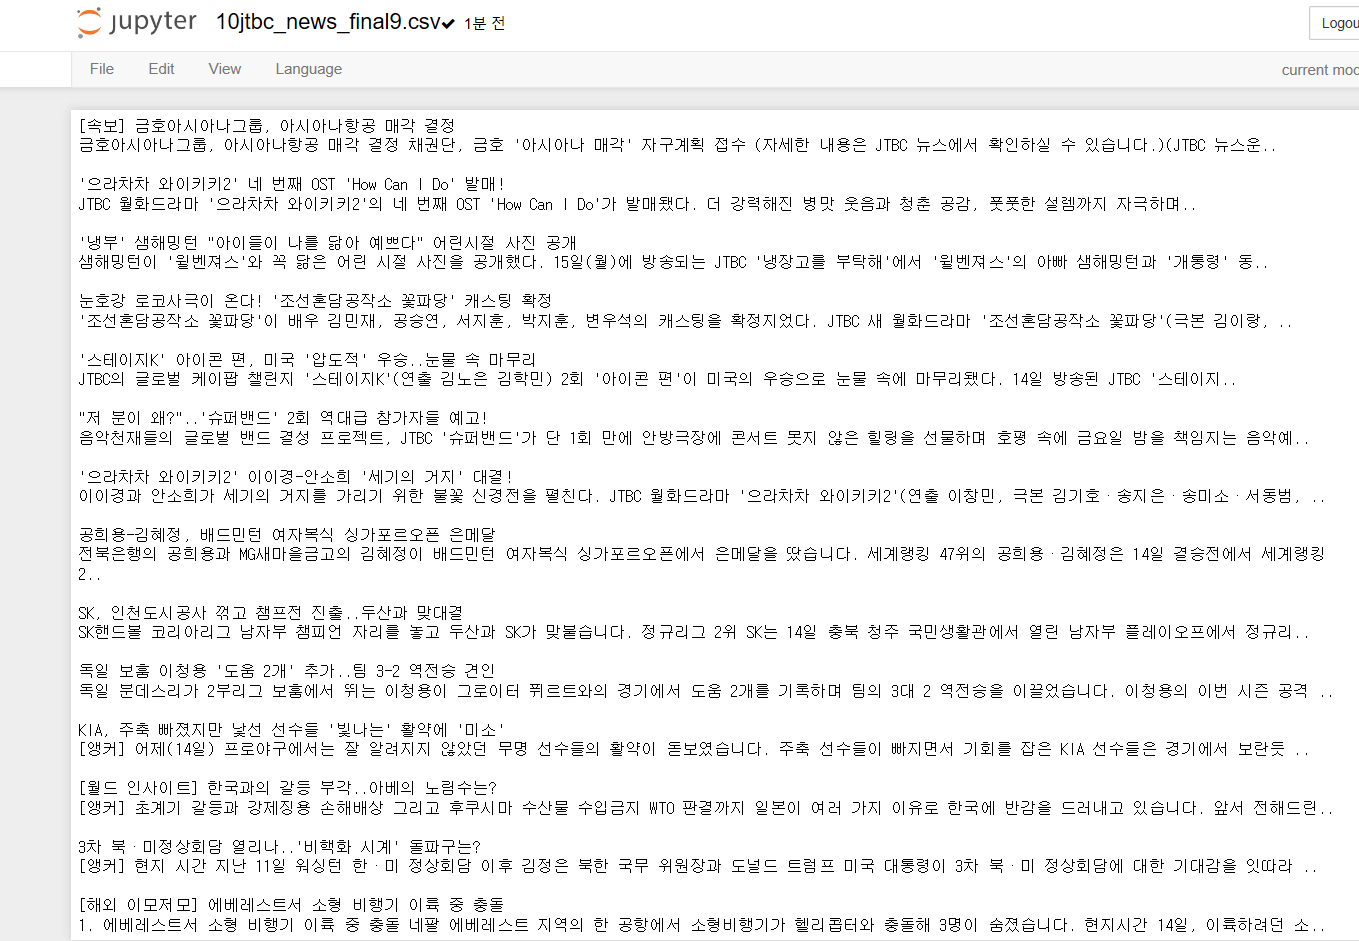 jupyter 10jtbc_news_final9.csv✔ 1분 전
Logou
File Edit View Language
current mod
[속보] 금호아시아나그룹, 아시아나항공 매각 결정
금호아시아나그룹, 아시아나항공 매각 결정 채권단, 금호 '아시아나 매각' 자구계획 접수 (자세한 내용은 JTBC 뉴스에서 확인하실 수 있습니다.)(JTBC 뉴스운..
'으라차차 와이키키2' 네 번째 OST 'How Can I Do' 발매!
JTBC 월화드라마 '으라차차 와이키키2'의 네 번째 OST 'How Can I Do'가 발매됐다. 더 강력해진 병맛 웃음과 청춘 공감, 풋풋한 설렘까지 자극하며..
'냉부' 샘해밍턴 "아이들이 나를 닮아 예쁘다" 어린시절 사진 공개
샘해밍턴이 '윌벤져스'와 꼭 닮은 어린 시절 사진을 공개했다. 15일(월)에 방송되는 JTBC '냉장고를 부탁해'에서 '윌벤져스'의 아빠 샘해밍턴과 '개통령' 동..
눈호강 로코사극이 온다! '조선혼담공작소 꽃파당' 캐스팅 확정
'조선혼담공작소 꽃파당'이 배우 김민재, 공승연, 서지훈, 박지훈, 변우석의 캐스팅을 확정지었다. JTBC 새 월화드라마 '조선혼담공작소 꽃파당'(극본 김이랑, ..
'스테이지K' 아이콘 편, 미국 '압도적' 우승..눈물 속 마무리
JTBC의 글로벌 케이팝 챌린지 '스테이지K'(연출 김노은 김학민) 2회 '아이콘 편'이 미국의 우승으로 눈물 속에 마무리됐다. 14일 방송된 JTBC '스테이지..
"저 분이 왜?"..'슈퍼밴드' 2회 역대급 참가자들 예고!
음악천재들의 글로벌 밴드 결성 프로젝트, JTBC '슈퍼밴드'가 단 1회 만에 안방극장에 콘서트 못지 않은 힐링을 선물하며 호평 속에 금요일 밤을 책임지는 음악예..
'으라차차 와이키키2' 이이경-안소희 '세기의 거지' 대결!
이이경과 안소희가 세기의 거지를 가리기 위한 불꽃 신경전을 펼친다. JTBC 월화드라마 '으라차차 와이키키2'(연출 이창민, 극본 김기호·송지은·송미소·서동범, ..
공희용-김혜정, 배드민턴 여자복식 싱가포르오픈 은메달
전북은행의 공희용과 MG새마을금고의 김혜정이 배드민턴 여자복식 싱가포르오픈에서 은메달을 땄습니다. 세계랭킹 47위의 공희용·김혜정은 14일 결승전에서 세계랭킹
2..
SK, 인천도시공사 꺾고 챔프전 진출..두산과 맞대결
SK핸드볼 코리아리그 남자부 챔피언 자리를 놓고 두산과 SK가 맞붙습니다. 정규리그 2위 SK는 14일 충북 청주 국민생활관에서 열린 남자부 플레이오프에서 정규리..
독일 보훔 이청용 '도움 2개' 추가..팀 3-2 역전승 견인
독일 분데스리가 2부리그 보훔에서 뛰는 이청용이 그로이터 퓌르트와의 경기에서 도움 2개를 기록하며 팀의 3대 2 역전승을 이끌었습니다. 이청용의 이번 시즌 공격 ..
KIA, 주축 빠졌지만 낯선 선수들 '빛나는' 활약에 '미소'
[앵커] 어제(14일) 프로야구에서는 잘 알려지지 않았던 무명 선수들의 활약이 돋보였습니다. 주축 선수들이 빠지면서 기회를 잡은 KIA 선수들은 경기에서 보란듯 ..
[월드 인사이트] 한국과의 갈등 부각..아베의 노림수는?
[앵커] 초계기 갈등과 강제징용 손해배상 그리고 후쿠시마 수산물 수입금지 WTO 판결까지 일본이 여러 가지 이유로 한국에 반감을 드러내고 있습니다. 앞서 전해드린..
3차 북·미정상회담 열리나..'비핵화 시계' 돌파구는?
[앵커] 현지 시간 지난 11일 워싱턴 한·미 정상회담 이후 김정은 북한 국무 위원장과 도널드 트럼프 미국 대통령이 3차 북·미 정상회담에 대한 기대감을 잇따라 ..
[해외 이모저모] 에베레스트서 소형 비행기 이륙 중 충돌
1. 에베레스트서 소형 비행기 이륙 중 충돌 네팔 에베레스트 지역의 한 공항에서 소형비행기가 헬리콥터와 충돌해 3명이 숨졌습니다. 현지시간 14일, 이륙하려던 소..